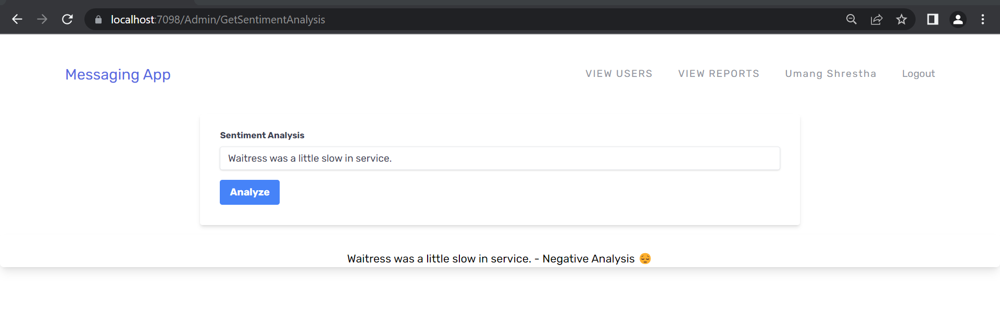 localhost:7098/Admin/GetSentimentAnalysis
Messaging App VIEW USERS VIEW REPORTS Umang Shrestha Logout
Sentiment Analysis
Waitress was a little slow in service.
Analyze
Waitress was a little slow in service. - Negative Analysis 😔